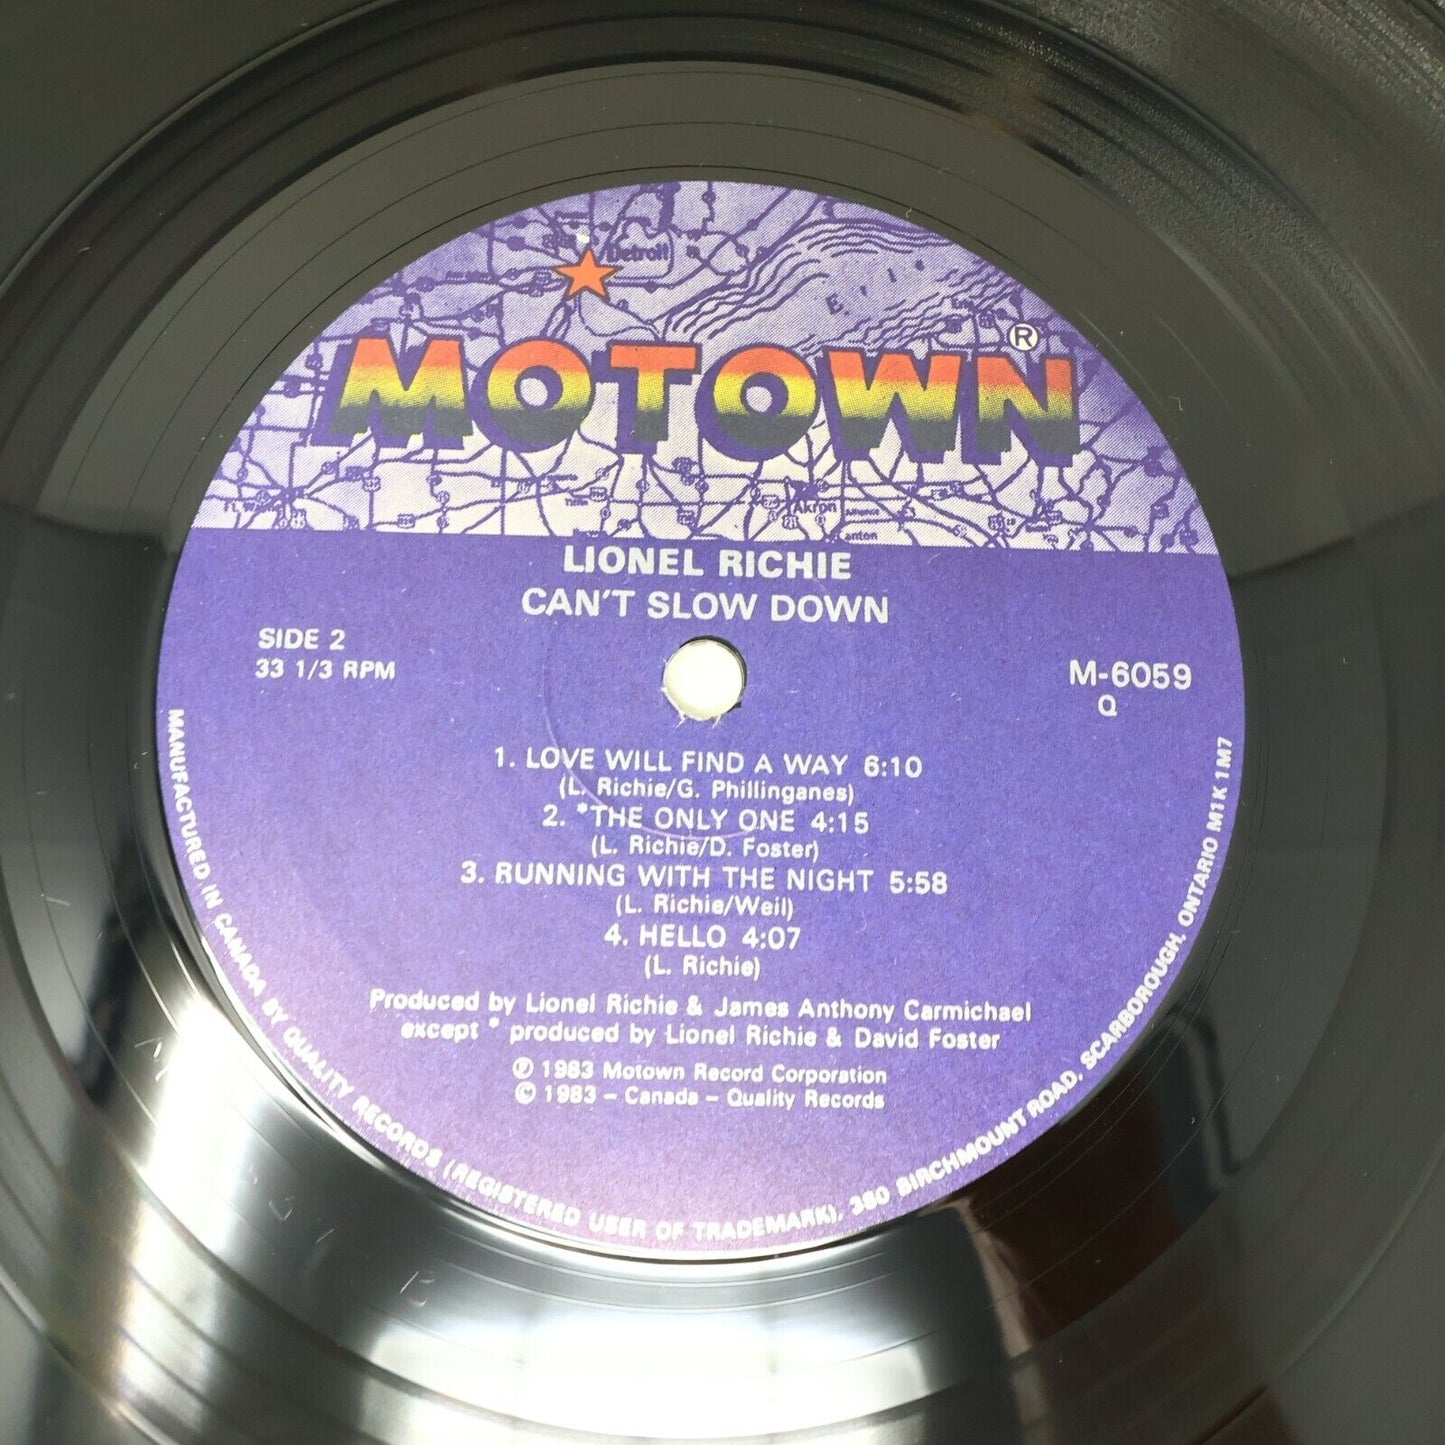 Detroit
Erie
MOTOWN®
Akron
LIONEL RICHIE
CAN'T SLOW DOWN
SIDE 2
33 1/3 RPM
M-6059
Q
1. LOVE WILL FIND A WAY 6:10
(L. Richie/G. Phillinganes)
2. *THE ONLY ONE 4:15
(L. Richie/D. Foster)
3. RUNNING WITH THE NIGHT 5:58
(L. Richie/Weil)
4. HELLO 4:07
(L. Richie)
Produced by Lionel Richie & James Anthony Carmichael
except * produced by Lionel Richie & David Foster
℗ 1983 Motown Record Corporation
© 1983 – Canada – Quality Records
MANUFACTURED IN CANADA BY QUALITY RECORDS (REGISTERED USER OF TRADEMARK), 380 BIRCHMOUNT ROAD, SCARBOROUGH, ONTARIO M1K 1M7